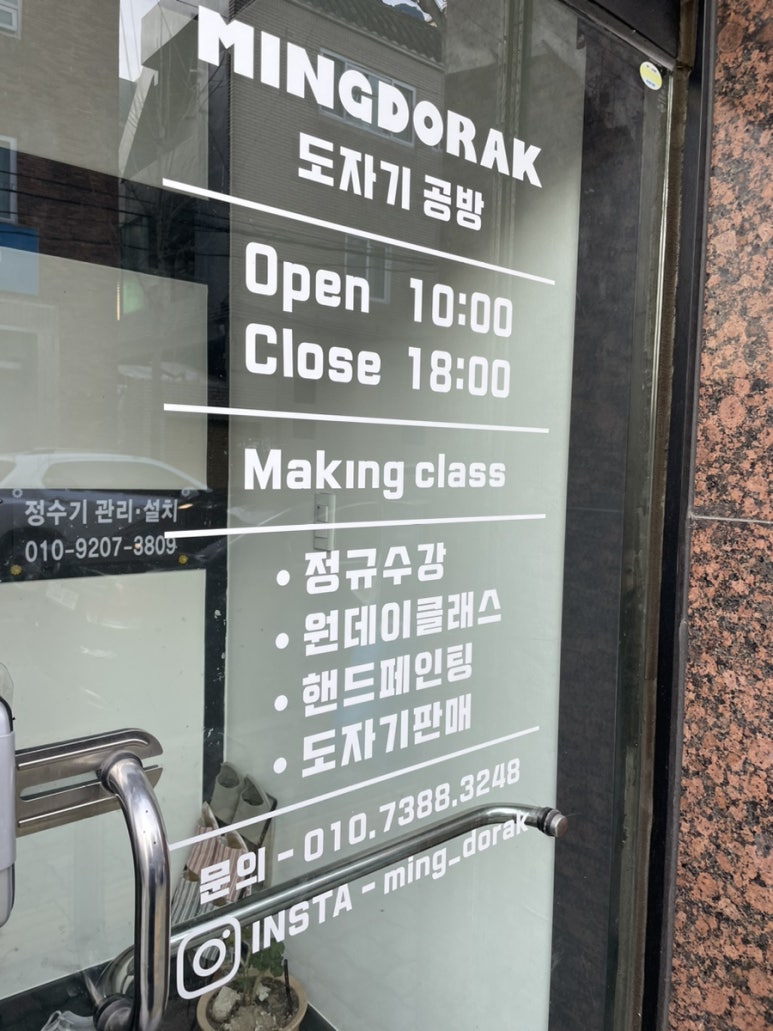 MINGDORAK
도자기 공방
Open 10:00
Close 18:00
Making class
정수기 관리·설치
010-9207-3809
• 정규수강
• 원데이클래스
• 핸드페인팅
• 도자기판매
문의 - 010.7388.3248
INSTA - ming_dorak